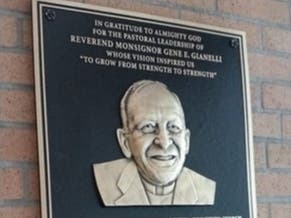 IN GRATITUDE TO ALMIGHTY GOD
FOR THE PASTORAL LEADERSHIP OF
REVEREND MONSIGNOR GENE E. GIANELLI
WHOSE VISION INSPIRED US
"TO GROW FROM STRENGTH TO STRENGTH"